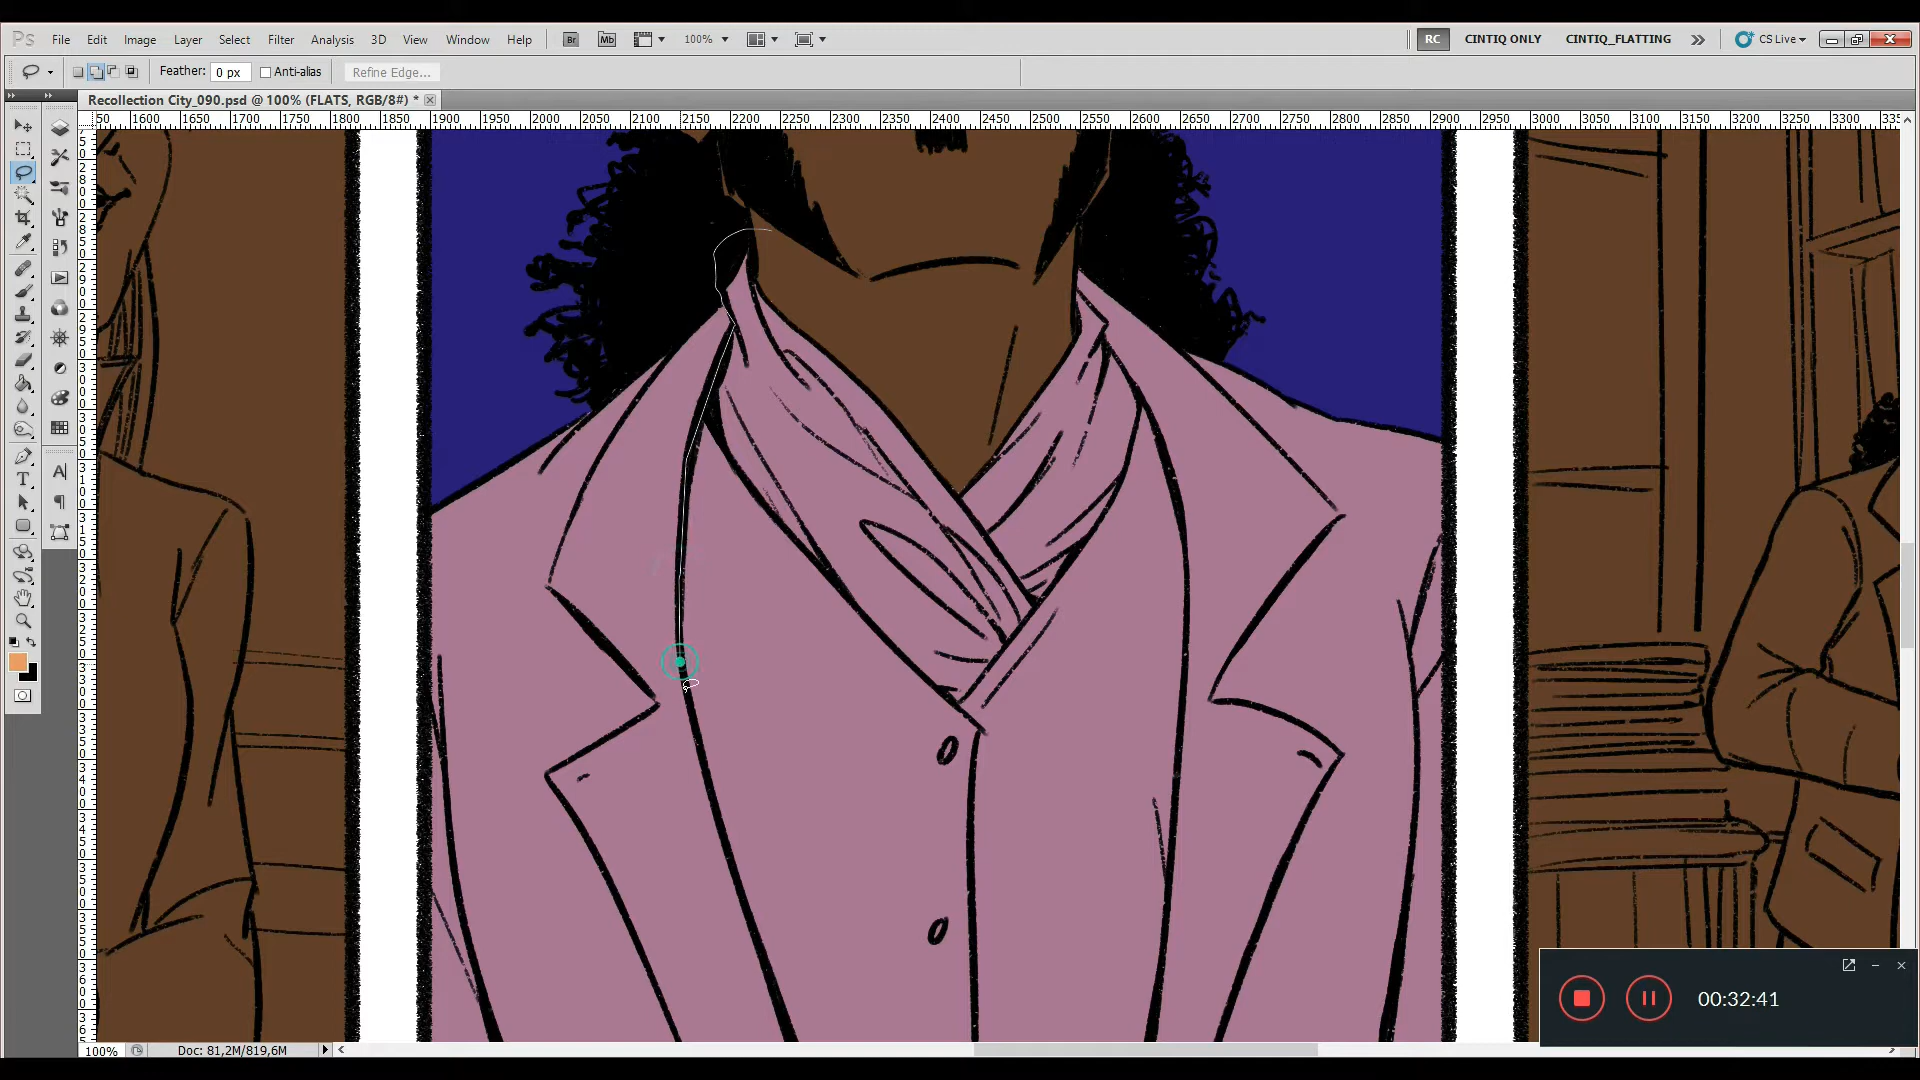 Ps File Edit Image Layer Select Filter Analysis 3D View Window Help Br Mb 100% RC CINTIQ ONLY CINTIQ_FLATTING CS Live
Feather: 0 px Anti-alias Refine Edge...
Recollection City_090.psd @ 100% (FLATS, RGB/8#) *
50 1600 1650 1700 1750 1800 1850 1900 1950 2000 2050 2100 2150 2200 2250 2300 2350 2400 2450 2500 2550 2600 2650 2700 2750 2800 2850 2900 2950 3000 3050 3100 3150 3200 3250 3300 335
00:32:41
100% Doc: 81,2M/819,6M